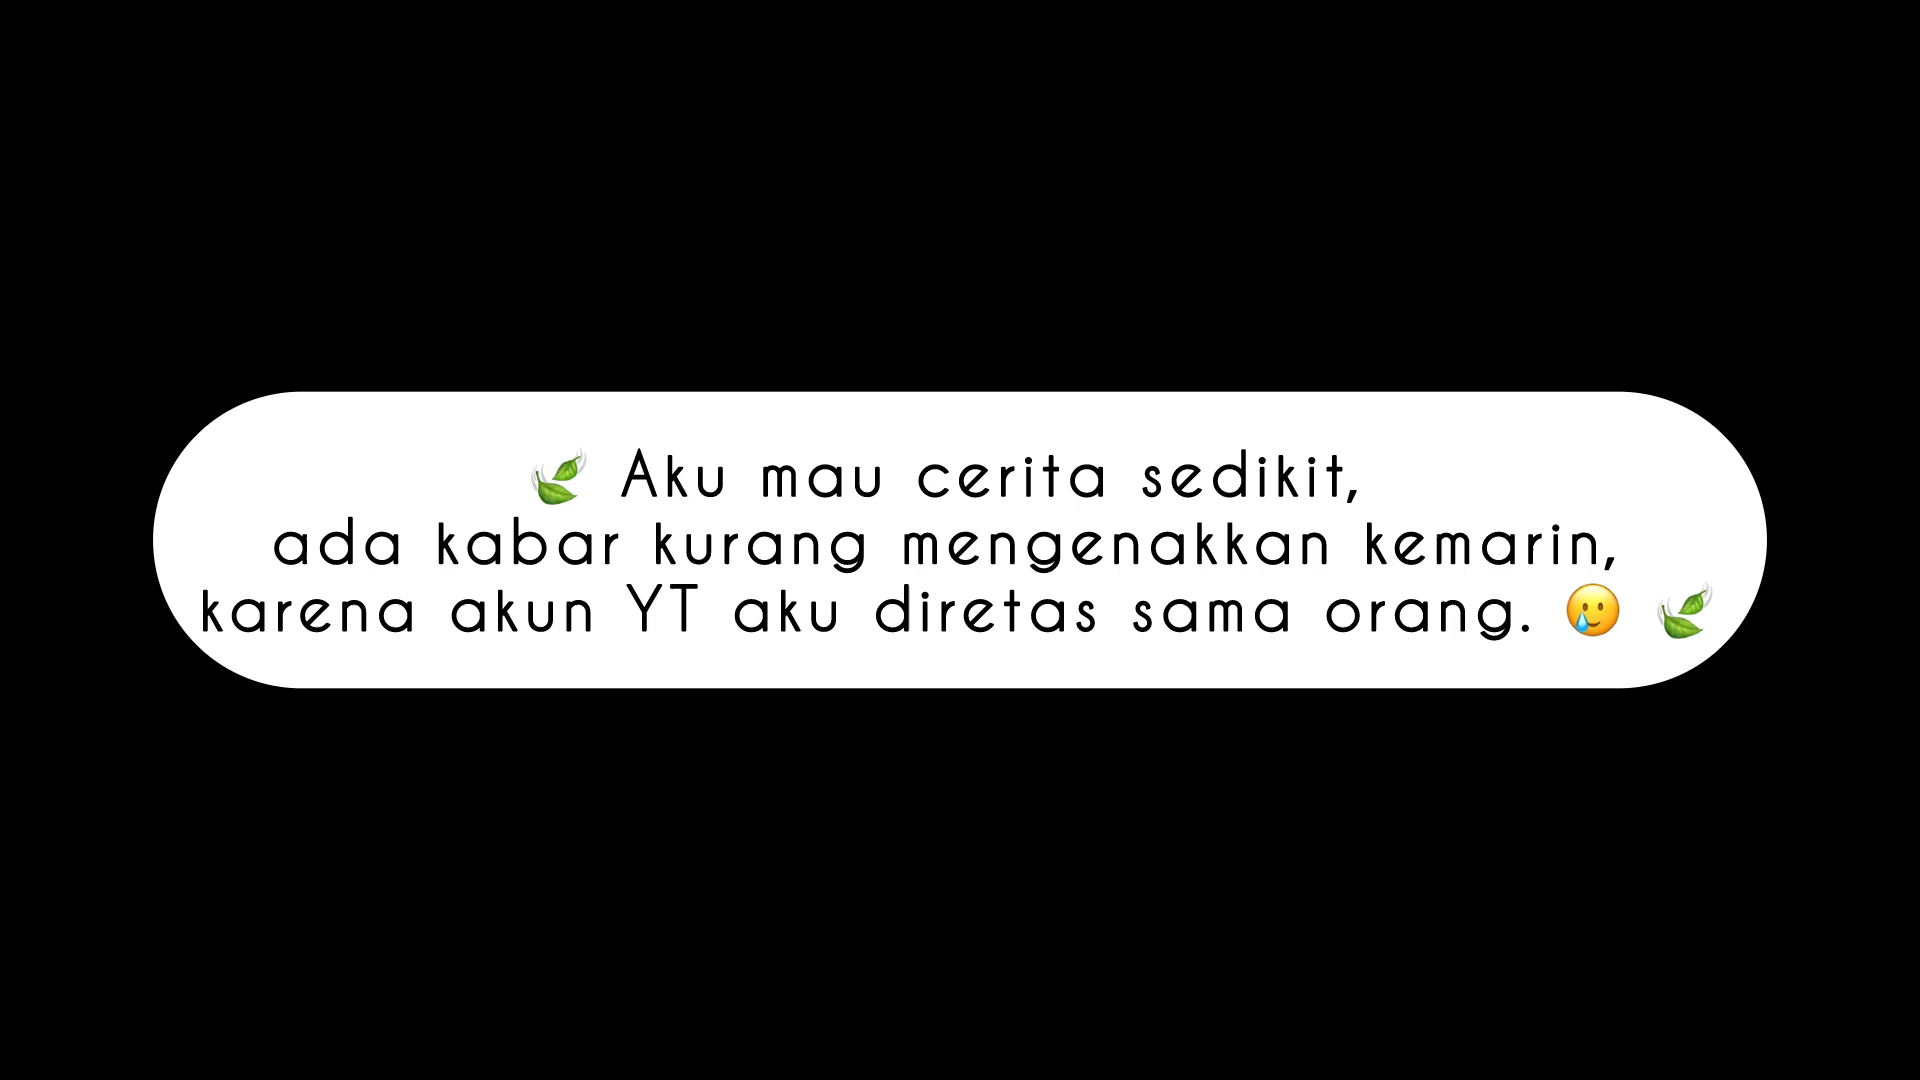 🍃 Aku mau cerita sedikit,
ada kabar kurang mengenakkan kemarin,
karena akun YT aku diretas sama orang. 🥲 🍃